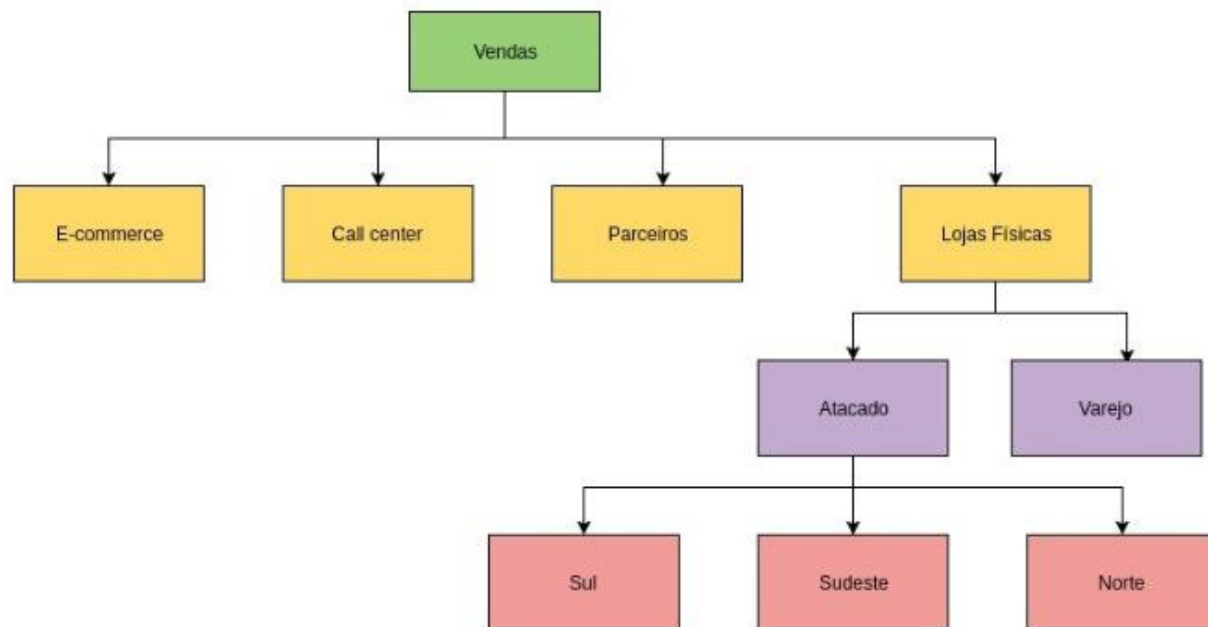 Vendas
E-commerce
Call center
Parceiros
Lojas Físicas
Atacado
Varejo
Sul
Sudeste
Norte